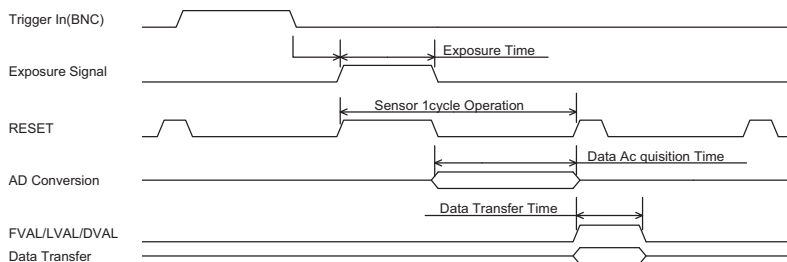 Trigger In(BNC)
Exposure Time
Exposure Signal
Sensor 1cycle Operation
RESET
Data Ac quisition Time
AD Conversion
Data Transfer Time
FVAL/LVAL/DVAL
Data Transfer